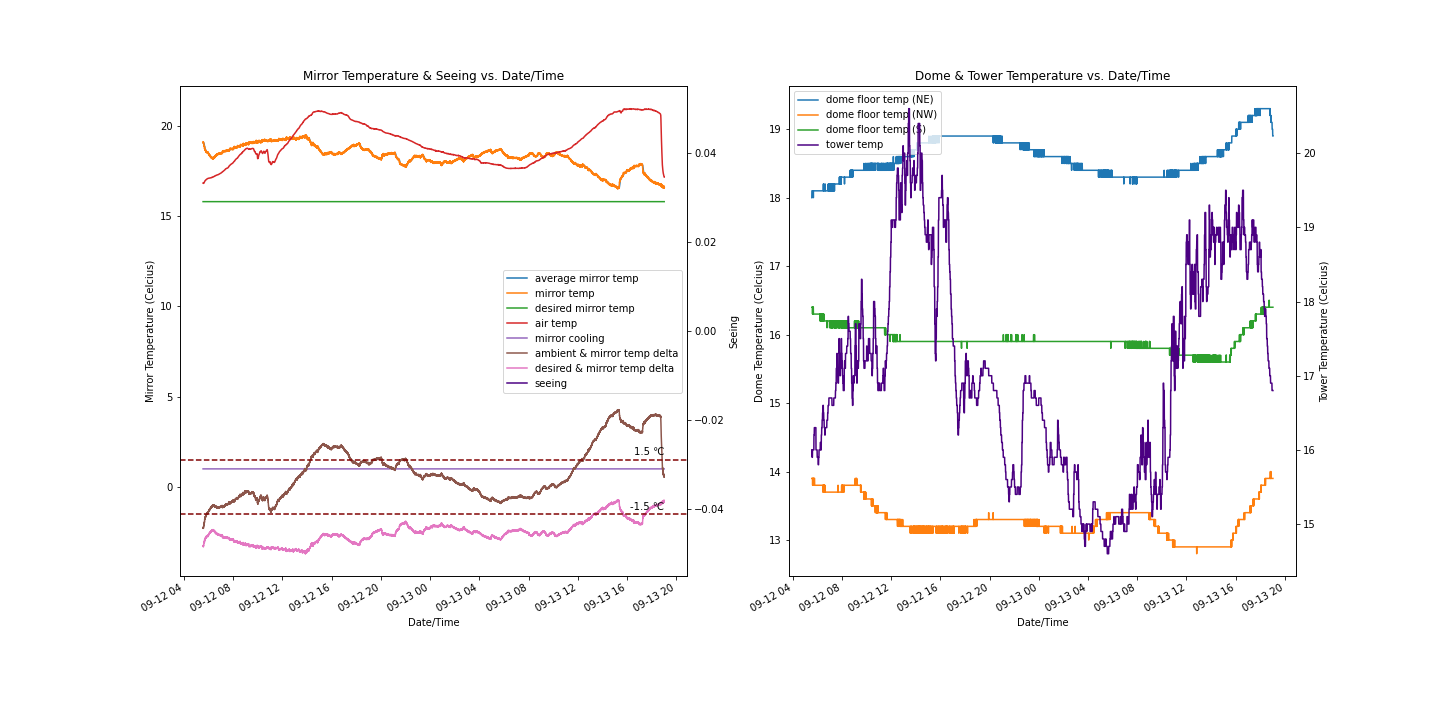 Mirror Temperature & Seeing vs. Date/Time
Mirror Temperature (Celcius)
20
15
10
5
0
0.04
0.02
0.00
−0.02
−0.04
Seeing
average mirror temp
mirror temp
desired mirror temp
air temp
mirror cooling
ambient & mirror temp delta
desired & mirror temp delta
seeing
1.5 °C
-1.5 °C
09-12 04
09-12 08
09-12 12
09-12 16
09-12 20
09-13 00
09-13 04
09-13 08
09-13 12
09-13 16
09-13 20
Date/Time
Dome & Tower Temperature vs. Date/Time
Dome Temperature (Celcius)
19
18
17
16
15
14
13
dome floor temp (NE)
dome floor temp (NW)
dome floor temp (S)
tower temp
20
19
18
17
16
15
Tower Temperature (Celcius)
09-12 04
09-12 08
09-12 12
09-12 16
09-12 20
09-13 00
09-13 04
09-13 08
09-13 12
09-13 16
09-13 20
Date/Time